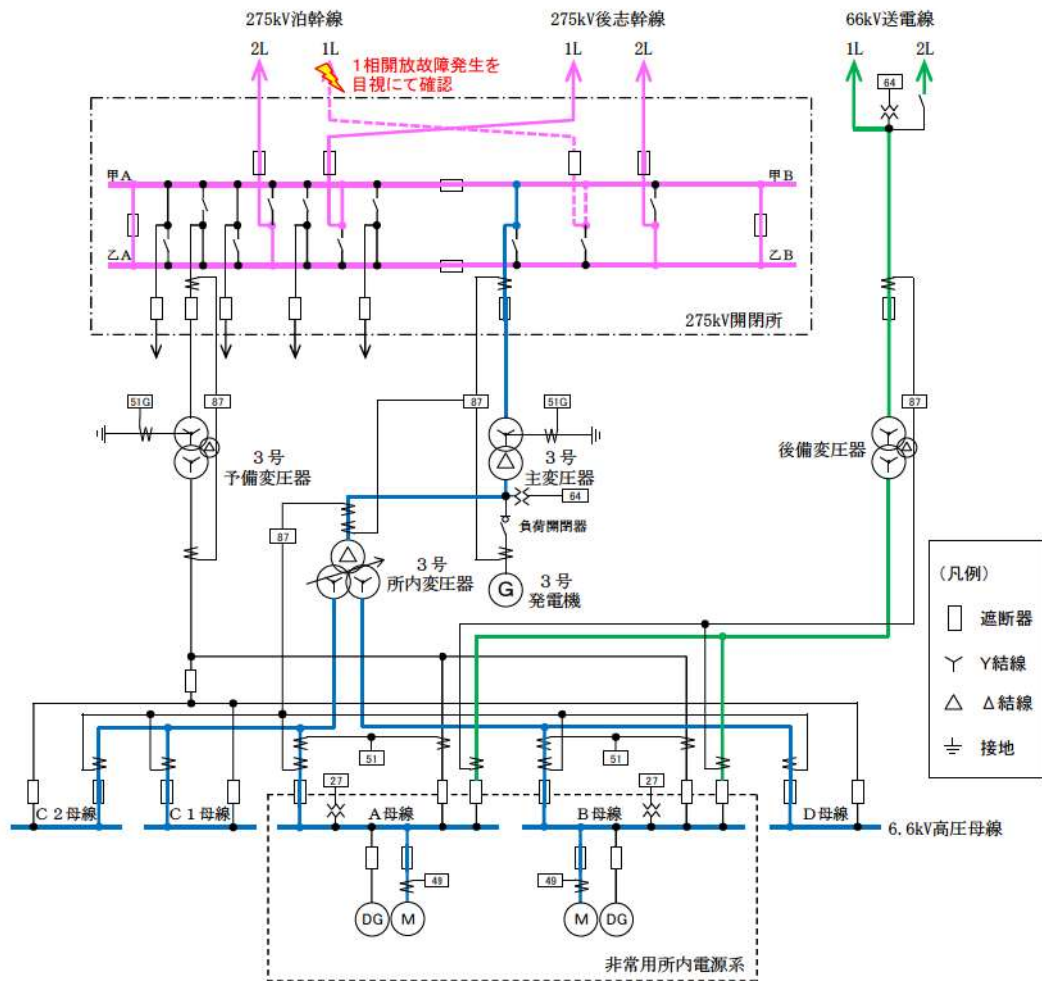 275kV泊幹線
275kV後志幹線
66kV送電線
2L
1L
1L
2L
1L
2L
1相開放故障発生を
目視にて確認
64
甲A
甲B
乙A
乙B
275kV開閉所
51G
87
87
51G
87
3号
予備変圧器
3号
主変圧器
後備変圧器
64
87
負荷開閉器
3号
所内変圧器
G
3号
発電機
(凡例)
遮断器
Y結線
Δ結線
接地
51
51
27
27
C2母線
C1母線
A母線
B母線
D母線
6.6kV高圧母線
49
49
DG
M
M
DG
非常用所内電源系